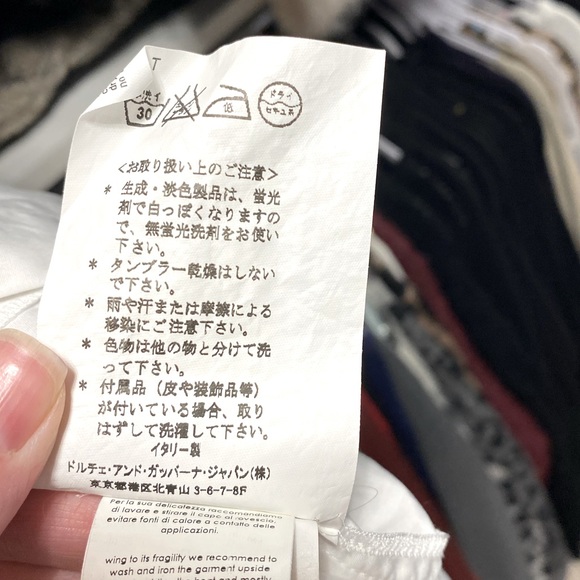 T
30
低
ドライ
セキユ系
<お取り扱い上のご注意>
* 生成・淡色製品は、蛍光
剤で白っぽくなりますの
で、無蛍光洗剤をお使い
下さい。
* タンブラー乾燥はしない
で下さい。
* 雨や汗または摩擦による
移染にご注意下さい。
* 色物は他の物と分けて洗
って下さい。
* 付属品（皮や装飾品等）
が付いている場合、取り
はずして洗濯して下さい。
イタリー製
ドルチェ・アンド・ガッバーナ・ジャパン(株)
東京都港区北青山 3-6-7-8F
Per la sua delicatezza raccomandiamo
di lavare e stirare il capo al rovescio,
evitare fonti di calore a contatto delle
applicazioni.
wing to its fragility we recommend to
wash and iron the garment upside